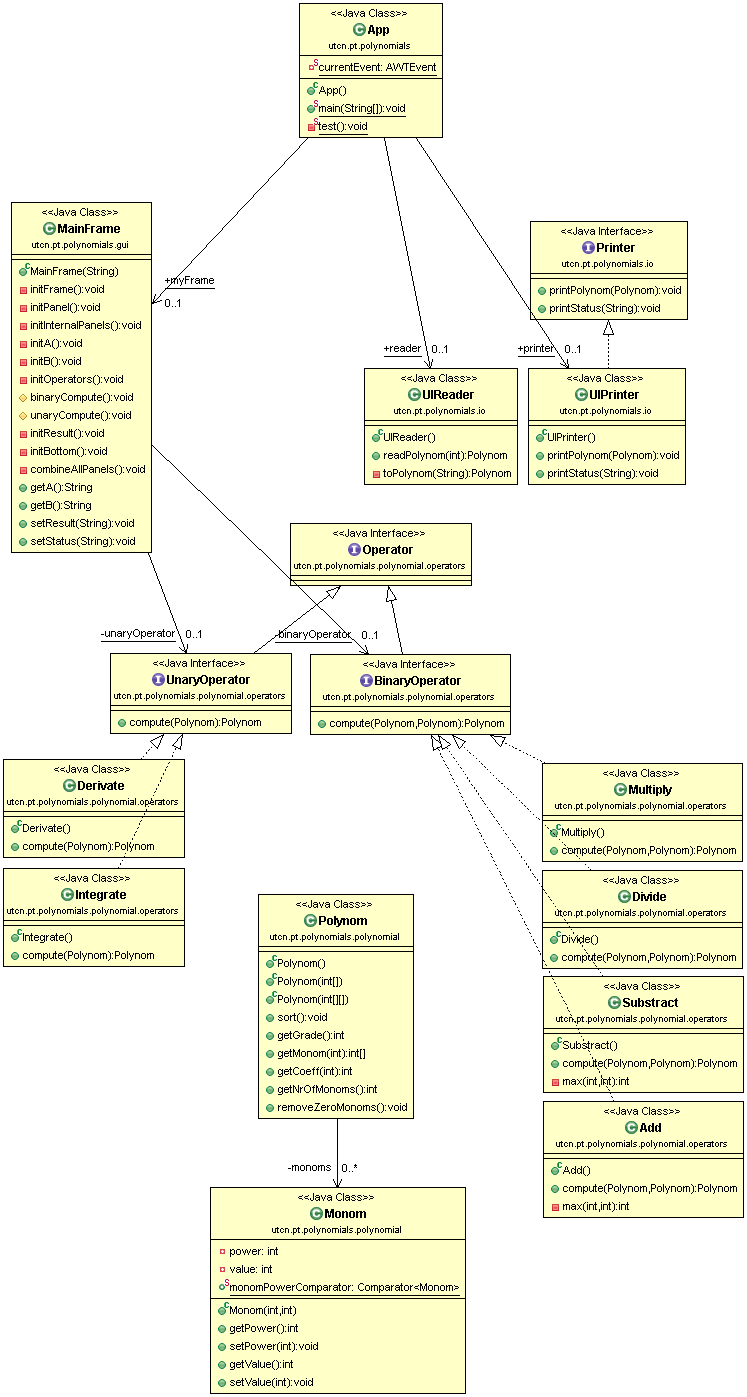 <<Java Class>>
App
utcn.pt.polynomials
currentEvent: AWTEvent
App()
main(String[]):void
test():void
<<Java Class>>
MainFrame
utcn.pt.polynomials.gui
MainFrame(String)
initFrame():void
initPanel():void
initInternalPanels():void
initA():void
initB():void
initOperators():void
binaryCompute():void
unaryCompute():void
initResult():void
initBottom():void
combineAllPanels():void
getA():String
getB():String
setResult(String):void
setStatus(String):void
+myFrame
0..1
<<Java Interface>>
Printer
utcn.pt.polynomials.io
printPolynom(Polynom):void
printStatus(String):void
+reader 0..1
+printer 0..1
<<Java Class>>
UIReader
utcn.pt.polynomials.io
UIReader()
readPolynom(int):Polynom
toPolynom(String):Polynom
<<Java Class>>
UIPrinter
utcn.pt.polynomials.io
UIPrinter()
printPolynom(Polynom):void
printStatus(String):void
<<Java Interface>>
Operator
utcn.pt.polynomials.polynomial.operators
-unaryOperator 0..1
-binaryOperator 0..1
<<Java Interface>>
UnaryOperator
utcn.pt.polynomials.polynomial.operators
compute(Polynom):Polynom
<<Java Interface>>
BinaryOperator
utcn.pt.polynomials.polynomial.operators
compute(Polynom,Polynom):Polynom
<<Java Class>>
Derivate
utcn.pt.polynomials.polynomial.operators
Derivate()
compute(Polynom):Polynom
<<Java Class>>
Integrate
utcn.pt.polynomials.polynomial.operators
Integrate()
compute(Polynom):Polynom
<<Java Class>>
Multiply
utcn.pt.polynomials.polynomial.operators
Multiply()
compute(Polynom,Polynom):Polynom
<<Java Class>>
Divide
utcn.pt.polynomials.polynomial.operators
Divide()
compute(Polynom,Polynom):Polynom
<<Java Class>>
Substract
utcn.pt.polynomials.polynomial.operators
Substract()
compute(Polynom,Polynom):Polynom
max(int,int):int
<<Java Class>>
Add
utcn.pt.polynomials.polynomial.operators
Add()
compute(Polynom,Polynom):Polynom
max(int,int):int
<<Java Class>>
Polynom
utcn.pt.polynomials.polynomial
Polynom()
Polynom(int[])
Polynom(int[][])
sort():void
getGrade():int
getMonom(int):int[]
getCoeff(int):int
getNrOfMonoms():int
removeZeroMonoms():void
-monoms 0..*
<<Java Class>>
Monom
utcn.pt.polynomials.polynomial
power: int
value: int
monomPowerComparator: Comparator<Monom>
Monom(int,int)
getPower():int
setPower(int):void
getValue():int
setValue(int):void